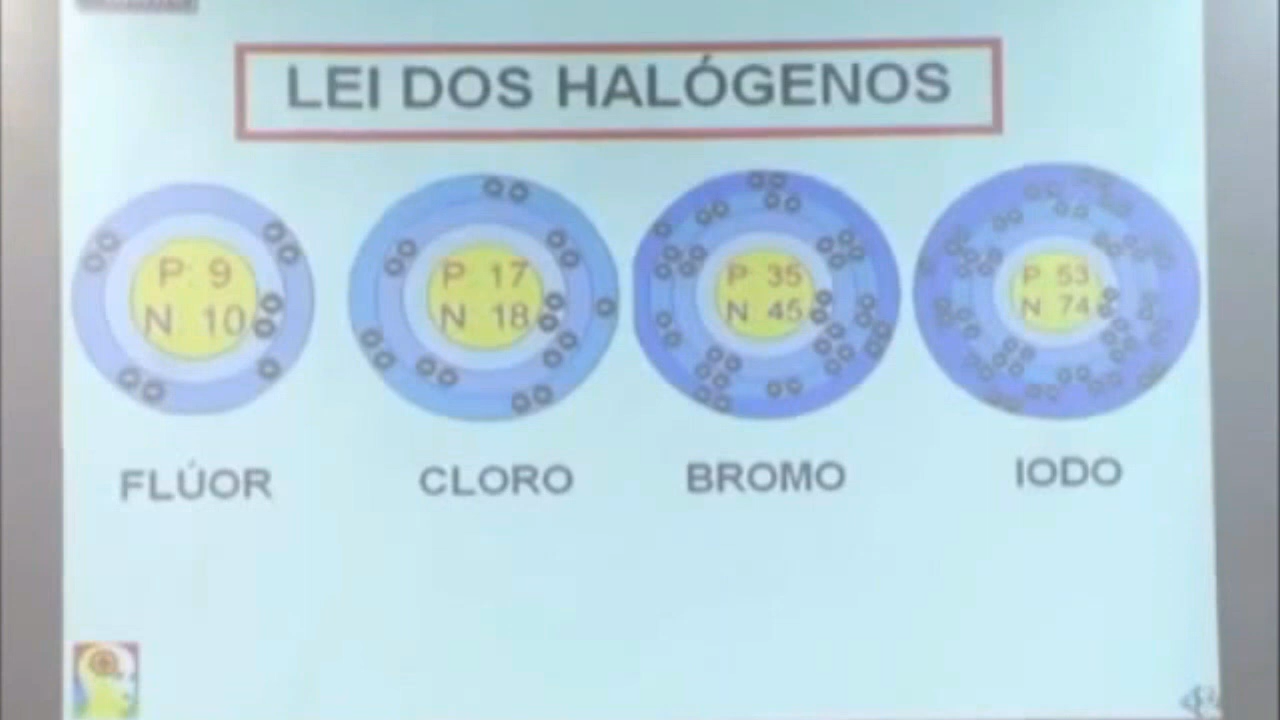 LEI DOS HALÓGENOS
P 9
N 10
P 17
N 18
P 35
N 45
P 53
N 74
FLÚOR
CLORO
BROMO
IODO